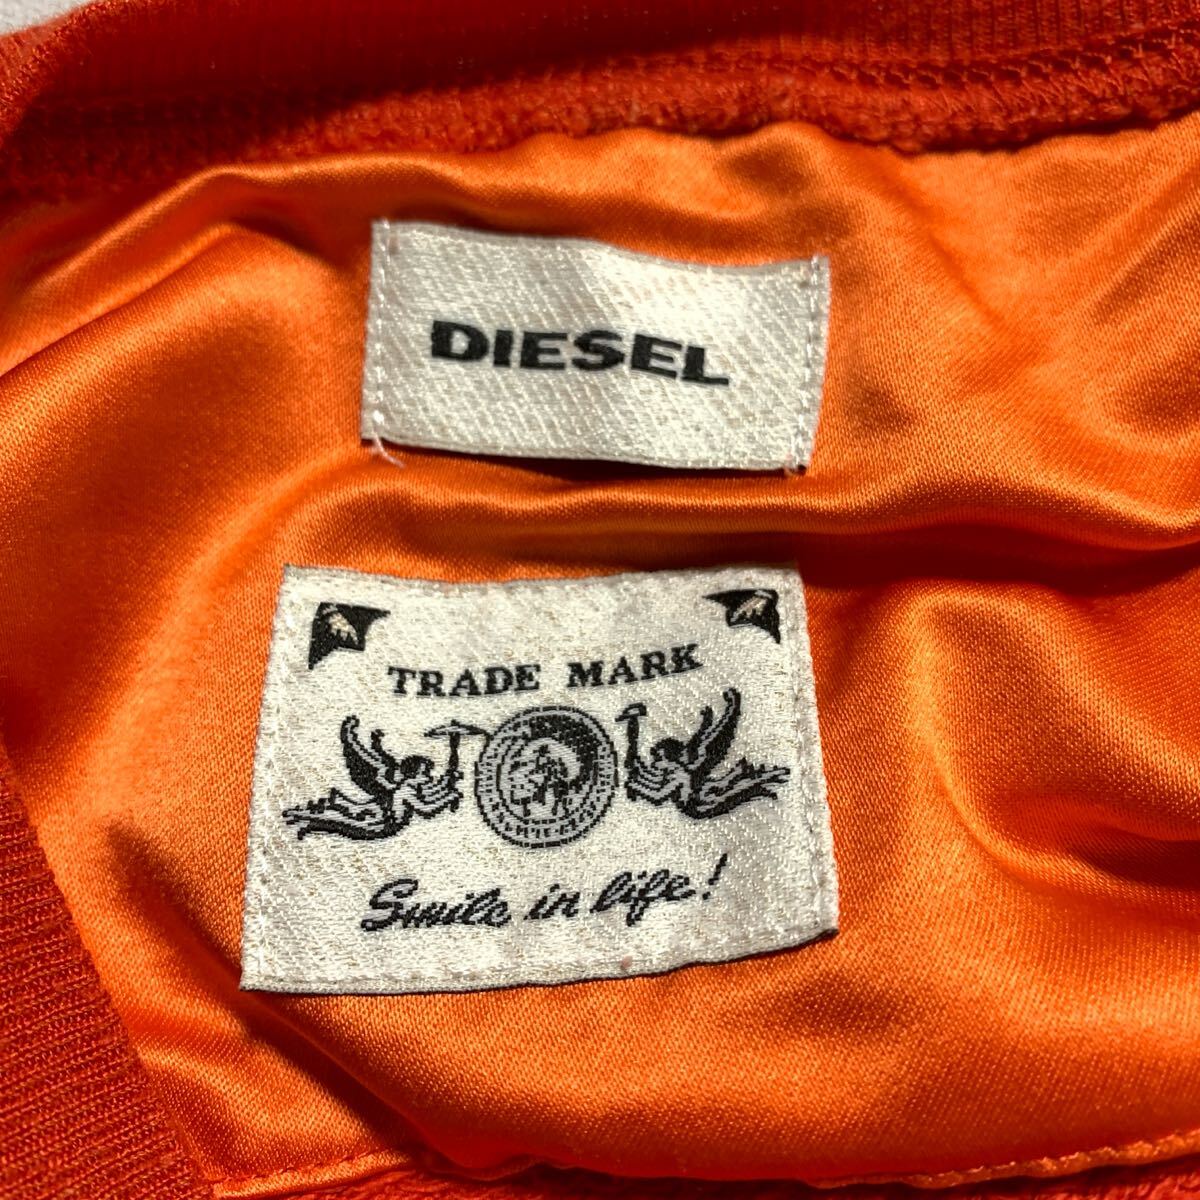 DIESEL
TRADE MARK
Smile in life!